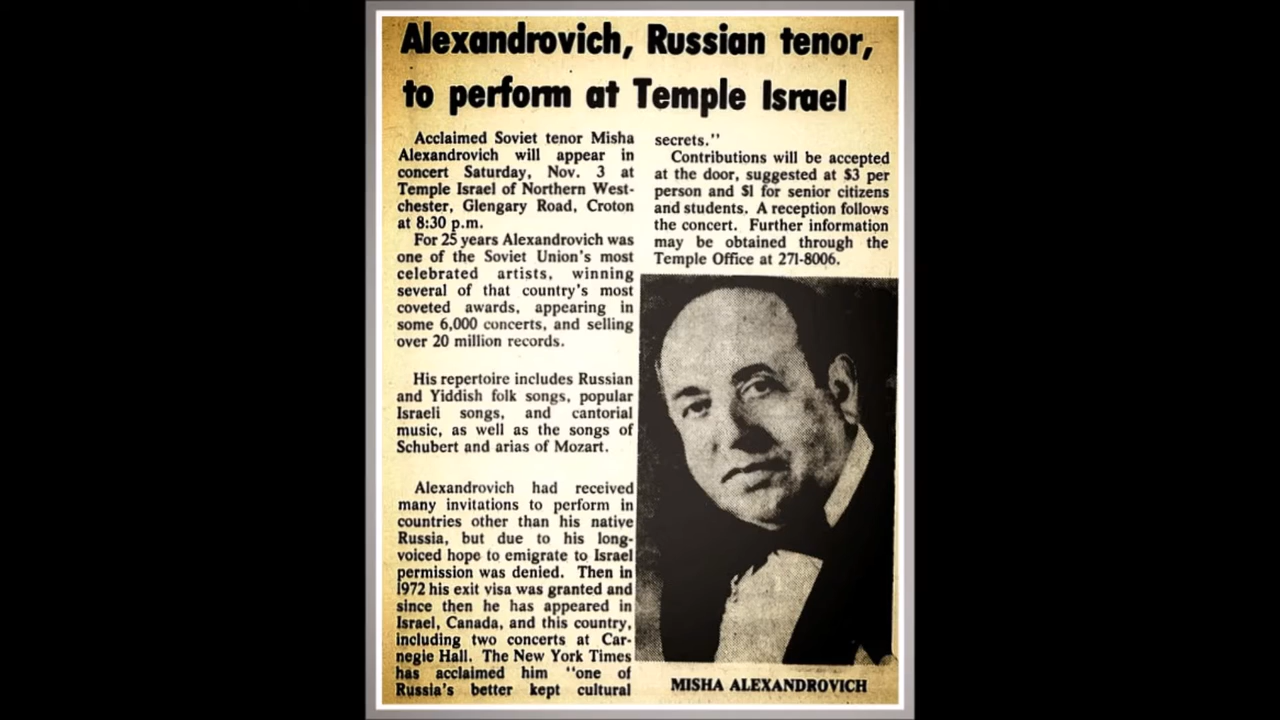 Alexandrovich, Russian tenor,
to perform at Temple Israel
Acclaimed Soviet tenor Misha
Alexandrovich will appear in
concert Saturday, Nov. 3 at
Temple Israel of Northern West-
chester, Glengary Road, Croton
at 8:30 p.m.
For 25 years Alexandrovich was
one of the Soviet Union's most
celebrated artists, winning
several of that country's most
coveted awards, appearing in
some 6,000 concerts, and selling
over 20 million records.
His repertoire includes Russian
and Yiddish folk songs, popular
Israeli songs, and cantorial
music, as well as the songs of
Schubert and arias of Mozart.
Alexandrovich had received
many invitations to perform in
countries other than his native
Russia, but due to his long-
voiced hope to emigrate to Israel
permission was denied. Then in
1972 his exit visa was granted and
since then he has appeared in
Israel, Canada, and this country,
including two concerts at Car-
negie Hall. The New York Times
has acclaimed him "one of
Russia's better kept cultural
secrets."
Contributions will be accepted
at the door, suggested at $3 per
person and $1 for senior citizens
and students. A reception follows
the concert. Further information
may be obtained through the
Temple Office at 271-8006.
MISHA ALEXANDROVICH